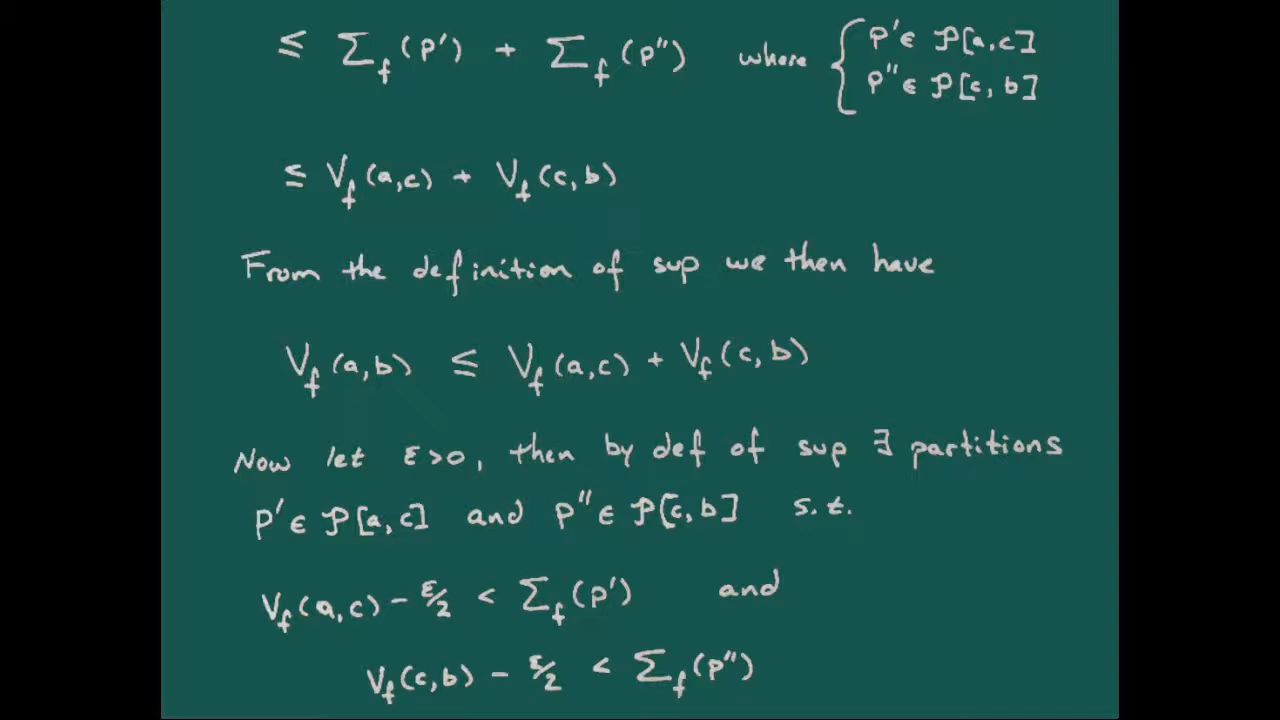 ≤ Σ_f (P') + Σ_f (P'') where { P' ∈ 𝒫[a,c]
P'' ∈ 𝒫[c,b]
≤ V_f (a,c) + V_f (c,b)
From the definition of sup we then have
V_f (a,b) ≤ V_f (a,c) + V_f (c,b)
Now let ε>0, then by def of sup ∃ partitions
P' ∈ 𝒫[a,c] and P'' ∈ 𝒫[c,b] s.t.
V_f (a,c) - ε/2 < Σ_f (P') and
V_f (c,b) - ε/2 < Σ_f (P'')